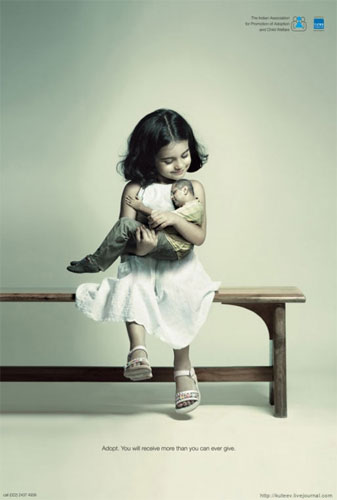 The Indian Association
for Promotion of Adoption
and Child Welfare
Adopt. You will receive more than you can ever give.
http://kuteev.livejournal.com